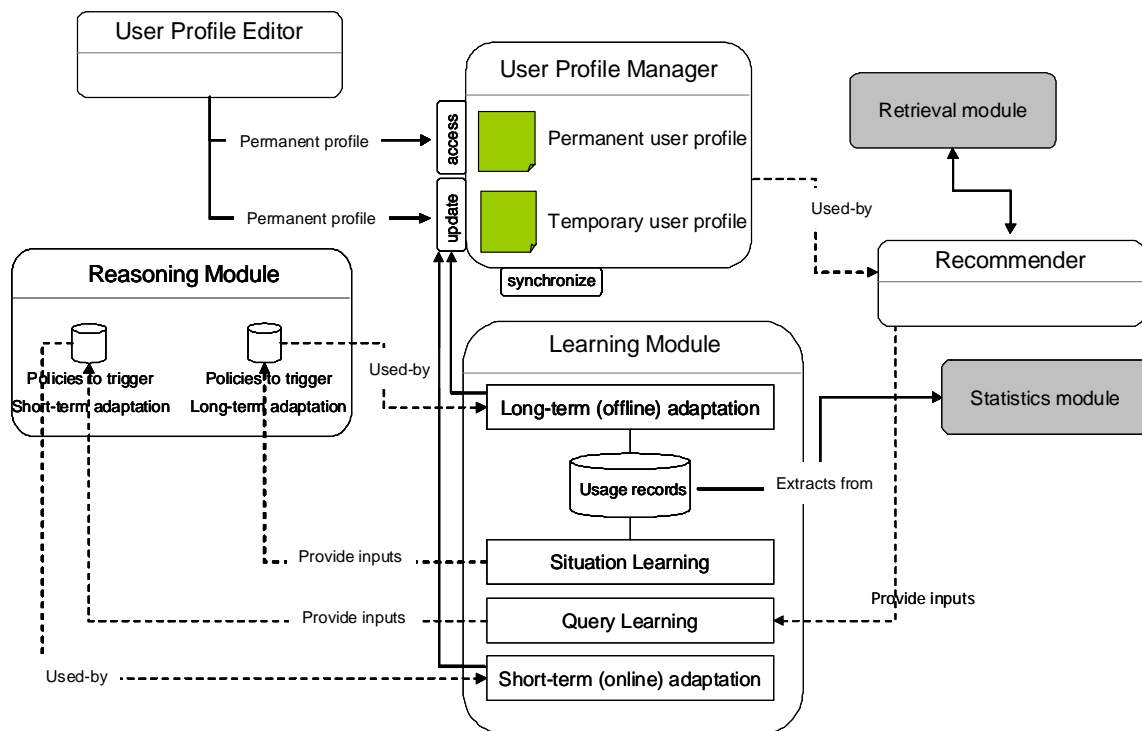 User Profile Editor
User Profile Manager
Retrieval module
Permanent profile
access
Permanent user profile
Permanent profile
update
Temporary user profile
Used-by
synchronize
Recommender
Reasoning Module
Policies to trigger
Short-term adaptation
Policies to trigger
Long-term adaptation
Used-by
Learning Module
Long-term (offline) adaptation
Statistics module
Usage records
Extracts from
Provide inputs
Situation Learning
Provide inputs
Query Learning
Provide inputs
Used-by
Short-term (online) adaptation